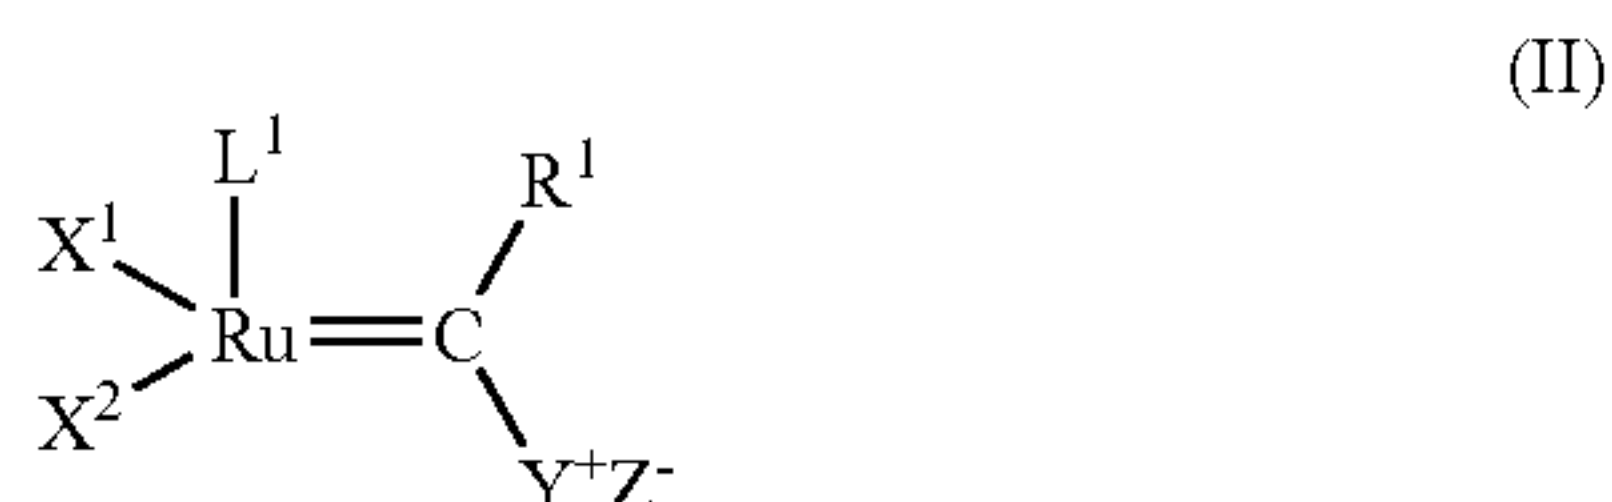 (II)
L¹
R¹
X¹
Ru=C
X²
Y⁺Z⁻